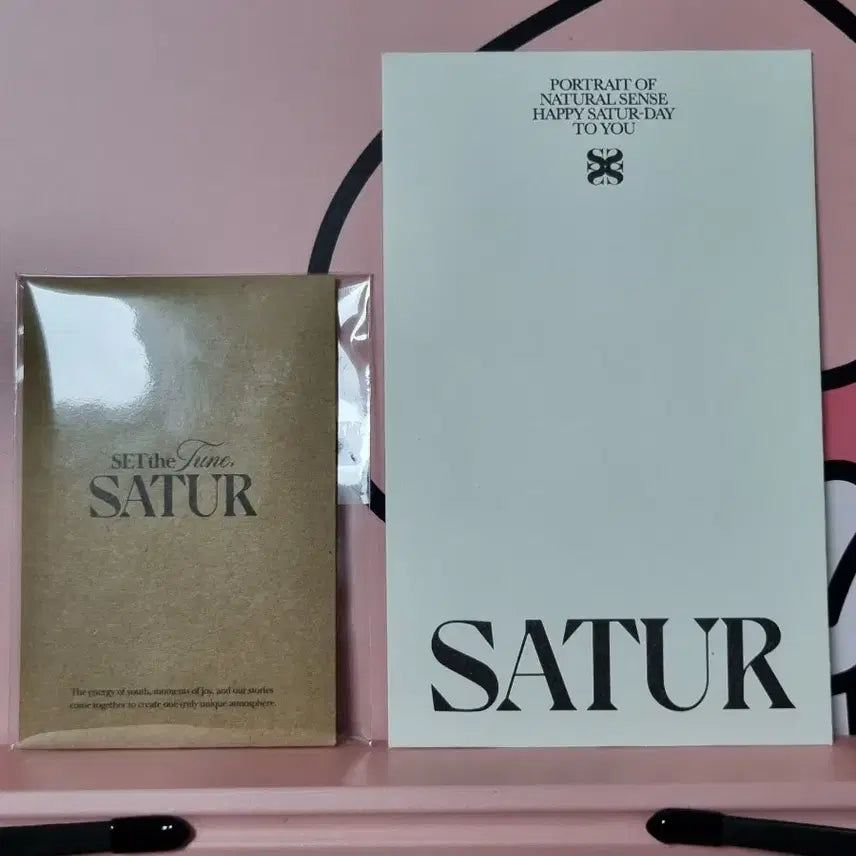 SET the Tune,
SATUR
The energy of youth, moments of joy, and our stories
come together to create one truly unique atmosphere.
PORTRAIT OF
NATURAL SENSE
HAPPY SATUR-DAY
TO YOU
SATUR